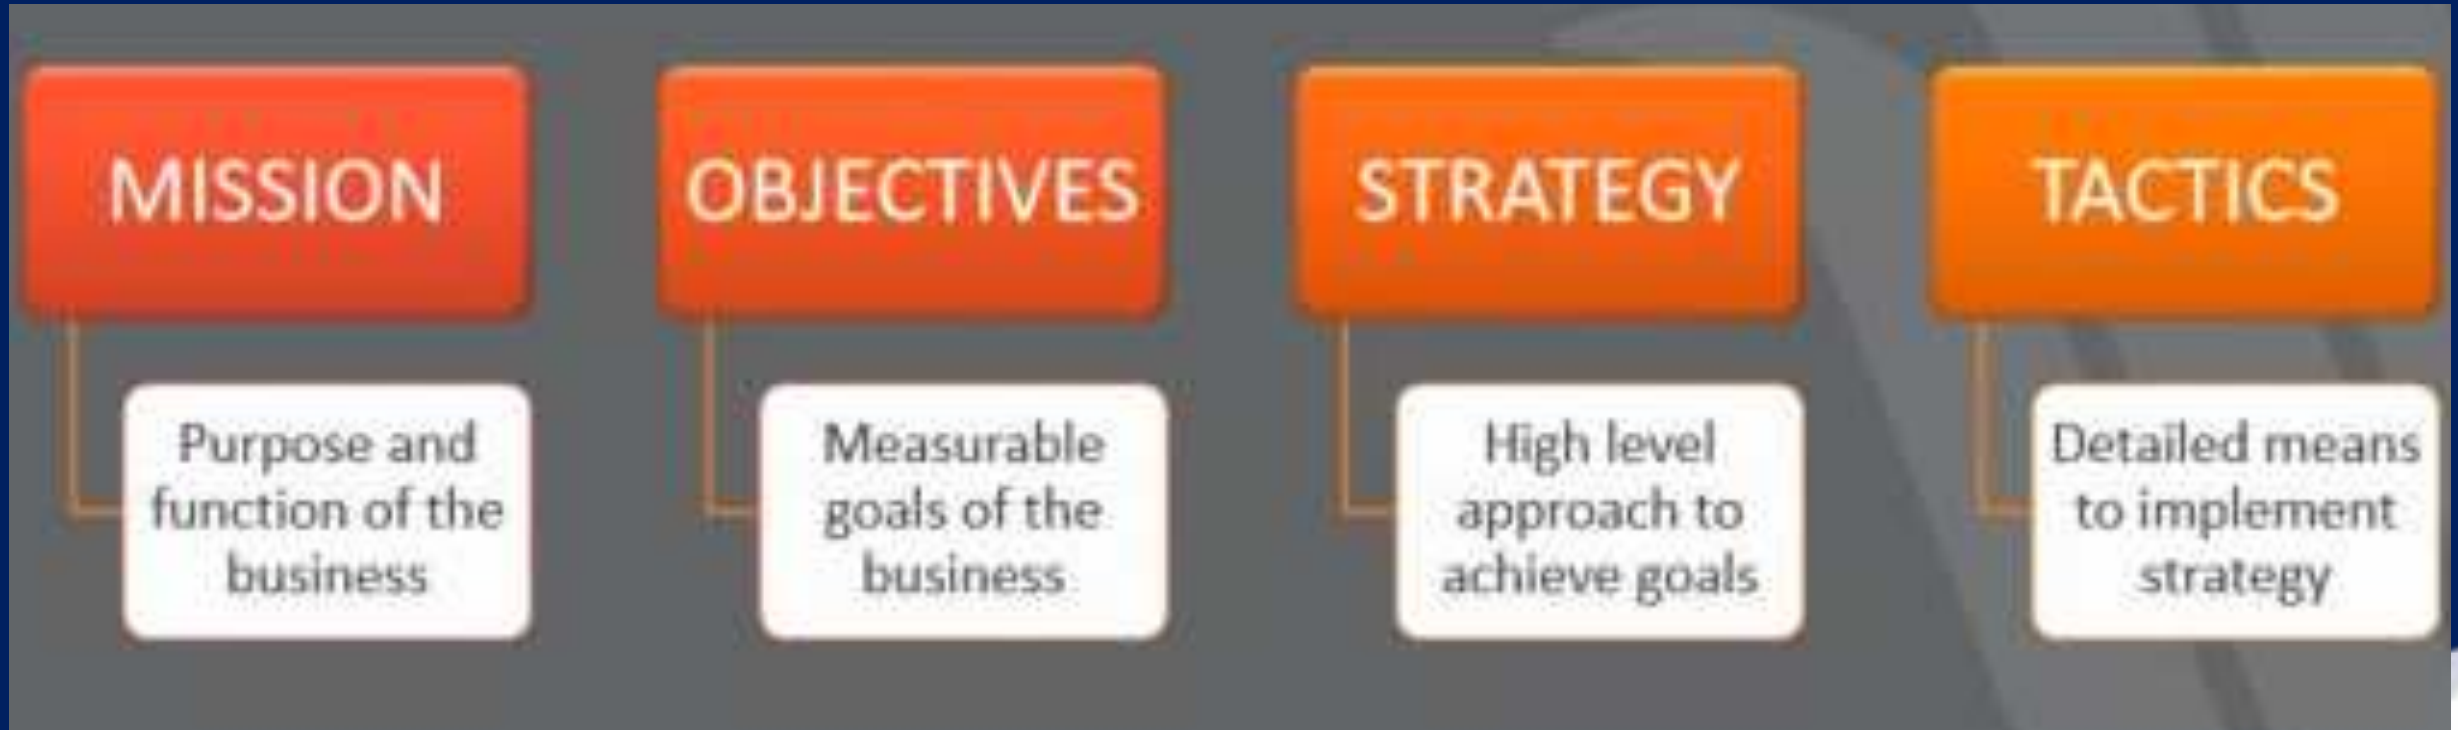 MISSION
Purpose and
function of the
business
OBJECTIVES
Measurable
goals of the
business
STRATEGY
High level
approach to
achieve goals
TACTICS
Detailed means
to implement
strategy